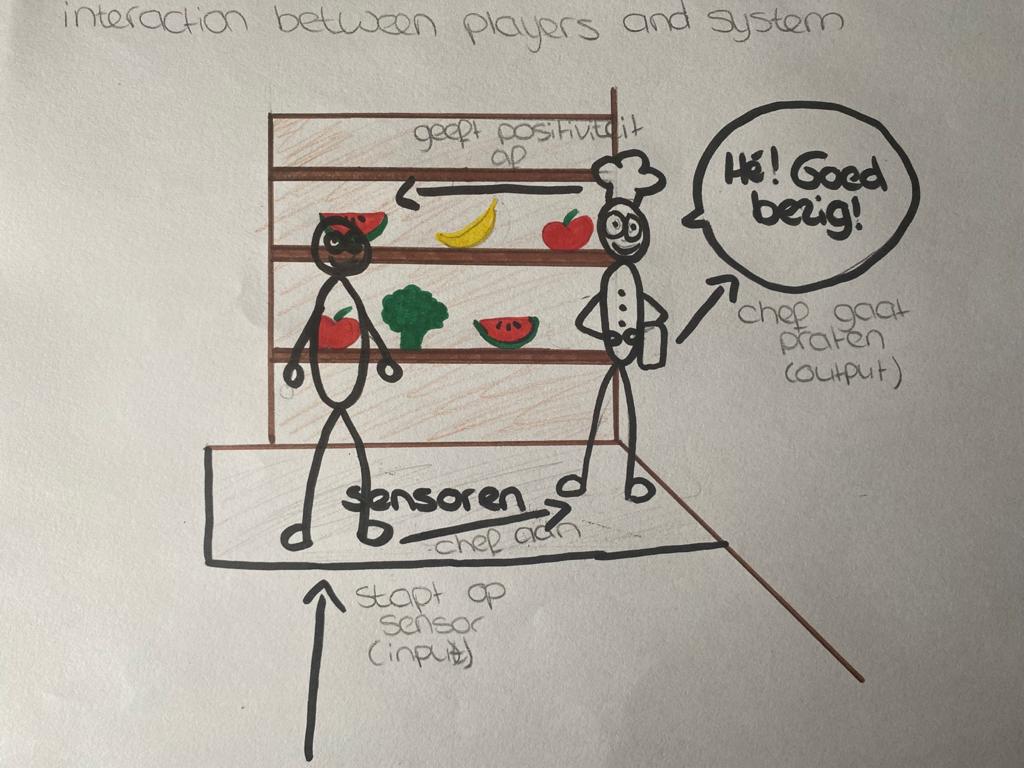 interaction between players and system
geeft positiviteit
op
Hé! Goed
bezig!
chef gaat
praten
(output)
sensoren
chef aan
stapt op
sensor
(input)